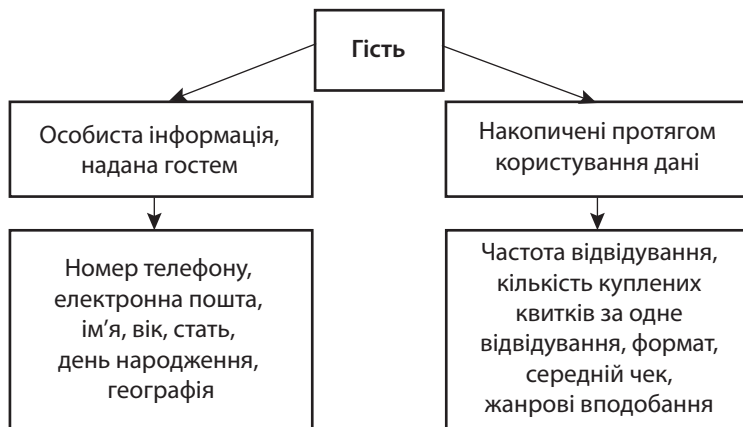 Гість
Особиста інформація,
надана гостем
Накопичені протягом
користування дані
Номер телефону,
електронна пошта,
ім’я, вік, стать,
день народження,
географія
Частота відвідування,
кількість куплених
квитків за одне
відвідування, формат,
середній чек,
жанрові вподобання